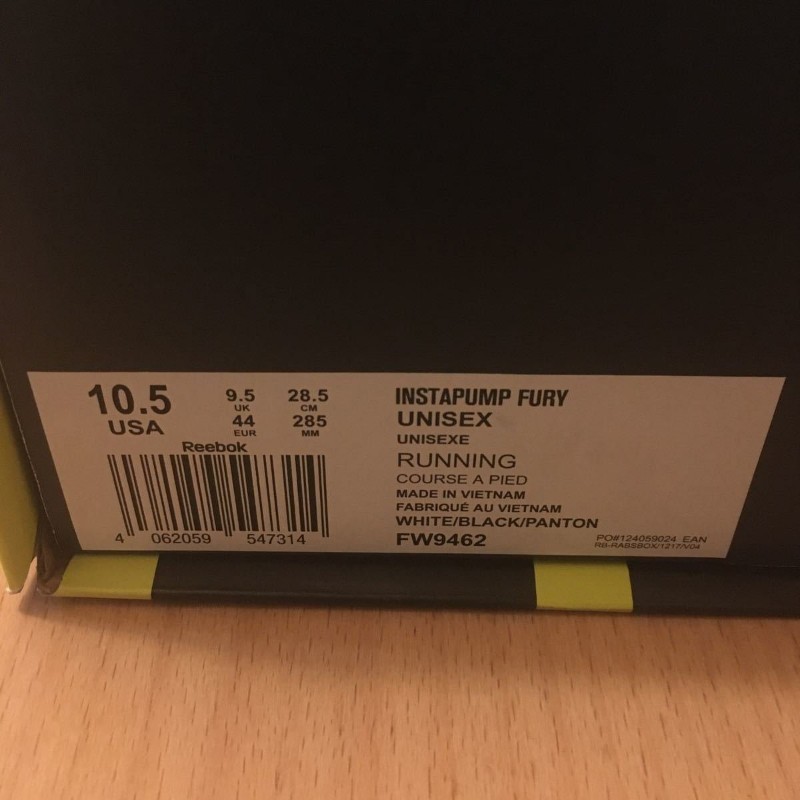 10.5
USA
9.5
UK
44
EUR
28.5
CM
285
MM
Reebok
4 062059 547314
INSTAPUMP FURY
UNISEX
UNISEXE
RUNNING
COURSE A PIED
MADE IN VIETNAM
FABRIQUÉ AU VIETNAM
WHITE/BLACK/PANTON
FW9462
PO#124059024 EAN
RB-RABSBOX/1217/V04